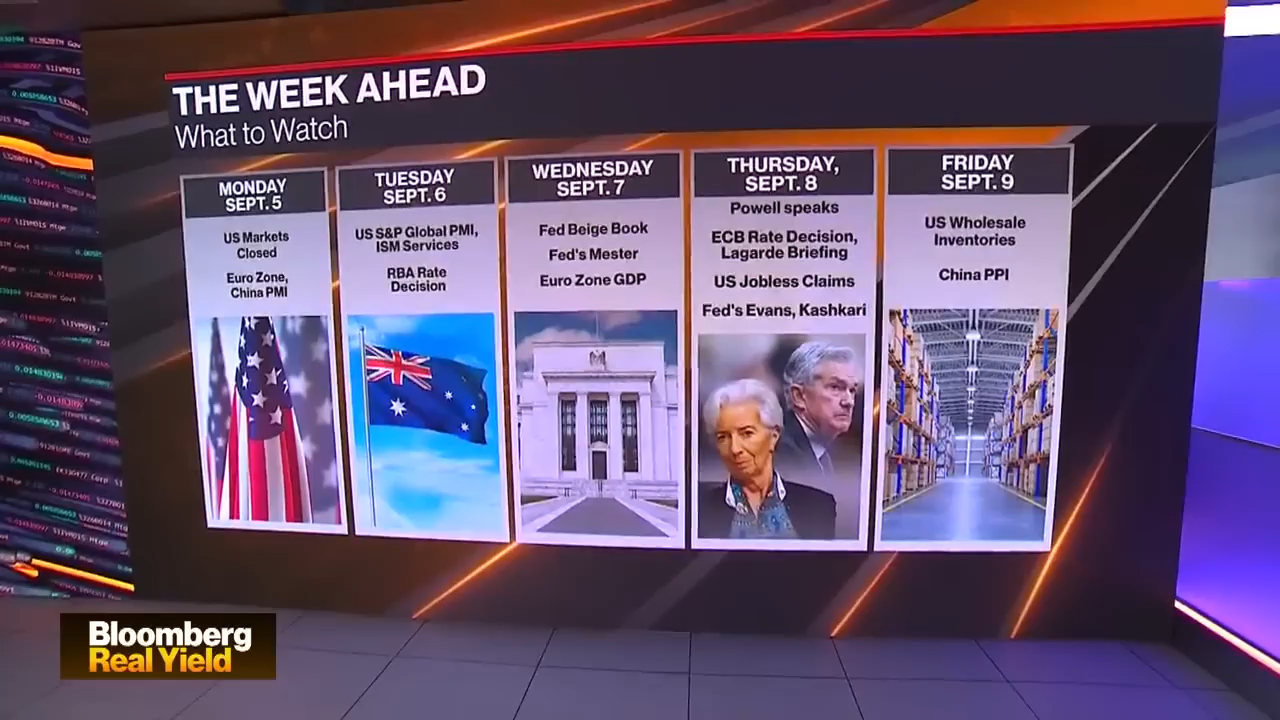 THE WEEK AHEAD
What to Watch
MONDAY
SEPT. 5
US Markets
Closed
Euro Zone,
China PMI
TUESDAY
SEPT. 6
US S&P Global PMI,
ISM Services
RBA Rate
Decision
WEDNESDAY
SEPT. 7
Fed Beige Book
Fed's Mester
Euro Zone GDP
THURSDAY,
SEPT. 8
Powell speaks
ECB Rate Decision,
Lagarde Briefing
US Jobless Claims
Fed's Evans, Kashkari
FRIDAY
SEPT. 9
US Wholesale
Inventories
China PPI
Bloomberg
Real Yield